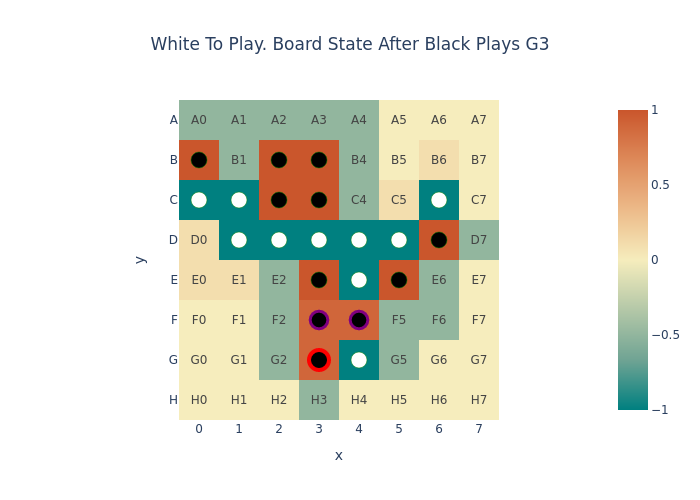 White To Play. Board State After Black Plays G3
A A0 A1 A2 A3 A4 A5 A6 A7
B B1 B4 B5 B6 B7
C C4 C5 C7
D D0 D7
E E0 E1 E2 E6 E7
F F0 F1 F2 F5 F6 F7
G G0 G1 G2 G5 G6 G7
H H0 H1 H2 H3 H4 H5 H6 H7
0 1 2 3 4 5 6 7
x
y
1
0.5
0
−0.5
−1